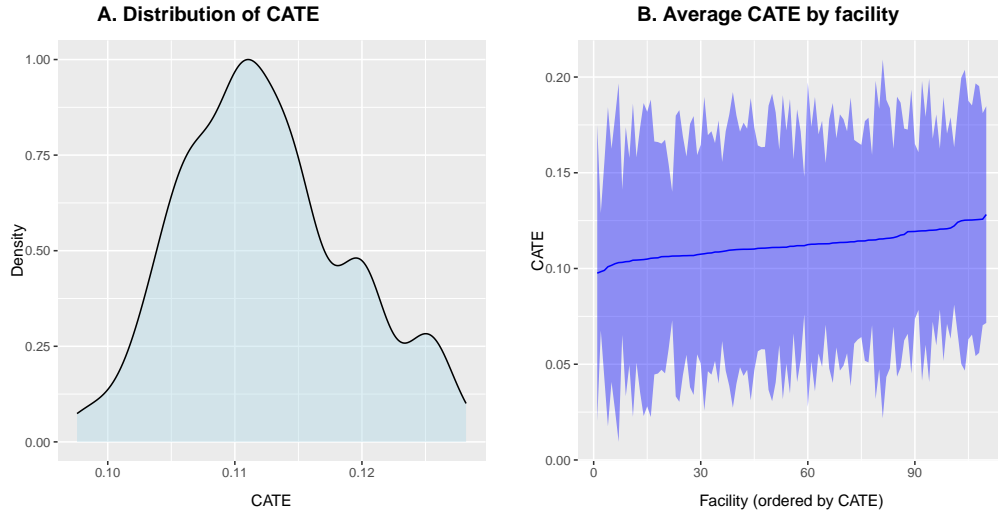 A. Distribution of CATE
1.00
0.75
0.50
0.25
0.00
Density
0.10
0.11
0.12
CATE
B. Average CATE by facility
0.20
0.15
0.10
0.05
0.00
CATE
0
30
60
90
Facility (ordered by CATE)